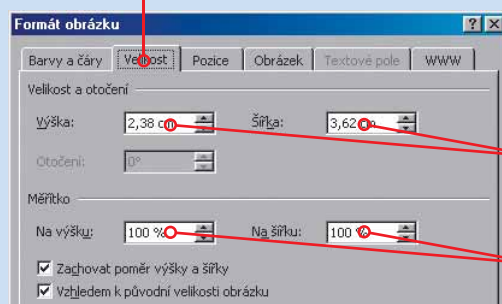 Formát obrázku
Barvy a čáry Velikost Pozice Obrázek Textové pole WWW
Velikost a otočení
Výška: 2,38 cm Šířka: 3,62 cm
Otočení: 0°
Měřítko
Na výšku: 100 % Na šířku: 100 %
Zachovat poměr výšky a šířky
Vzhledem k původní velikosti obrázku